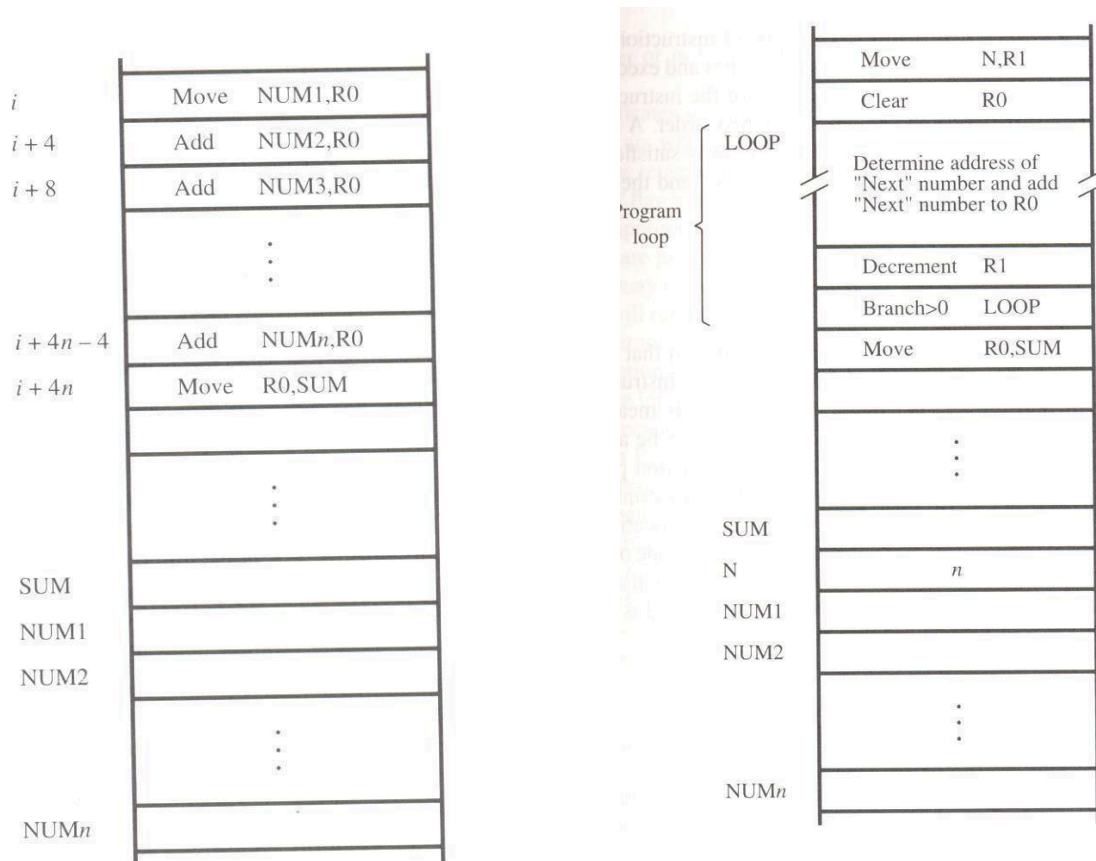 i Move NUM1,R0
i + 4 Add NUM2,R0
i + 8 Add NUM3,R0
i + 4n – 4 Add NUMn,R0
i + 4n Move R0,SUM
SUM
NUM1
NUM2
NUMn
Move N,R1
Clear R0
LOOP
Determine address of
"Next" number and add
"Next" number to R0
Program
loop
Decrement R1
Branch>0 LOOP
Move R0,SUM
SUM
N n
NUM1
NUM2
NUMn